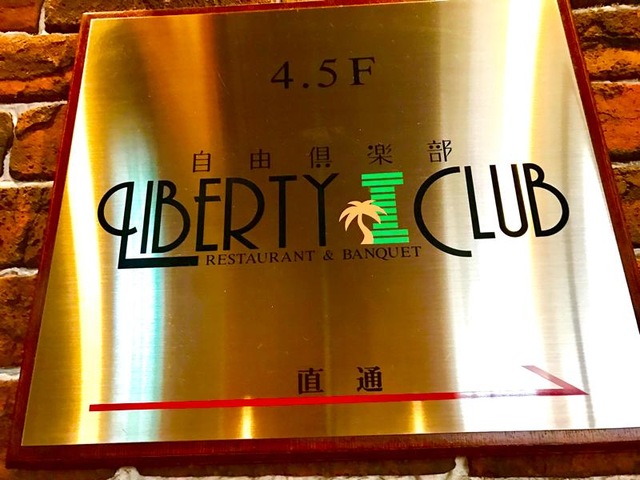 4.5F
自由倶楽部
LIBERTY CLUB
RESTAURANT & BANQUET
直通